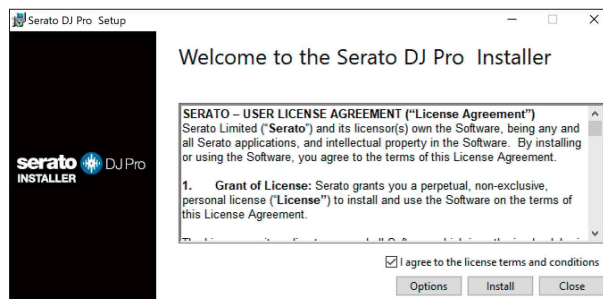 Serato DJ Pro Setup
Welcome to the Serato DJ Pro Installer
SERATO – USER LICENSE AGREEMENT (“License Agreement”)
Serato Limited (“Serato”) and its licensor(s) own the Software, being any and
all Serato applications, and intellectual property in the Software. By installing
or using the Software, you agree to the terms of this License Agreement.
1. Grant of License: Serato grants you a perpetual, non-exclusive,
personal license (“License”) to install and use the Software on the terms of
this License Agreement.
serato DJ Pro
INSTALLER
I agree to the license terms and conditions
Options Install Close